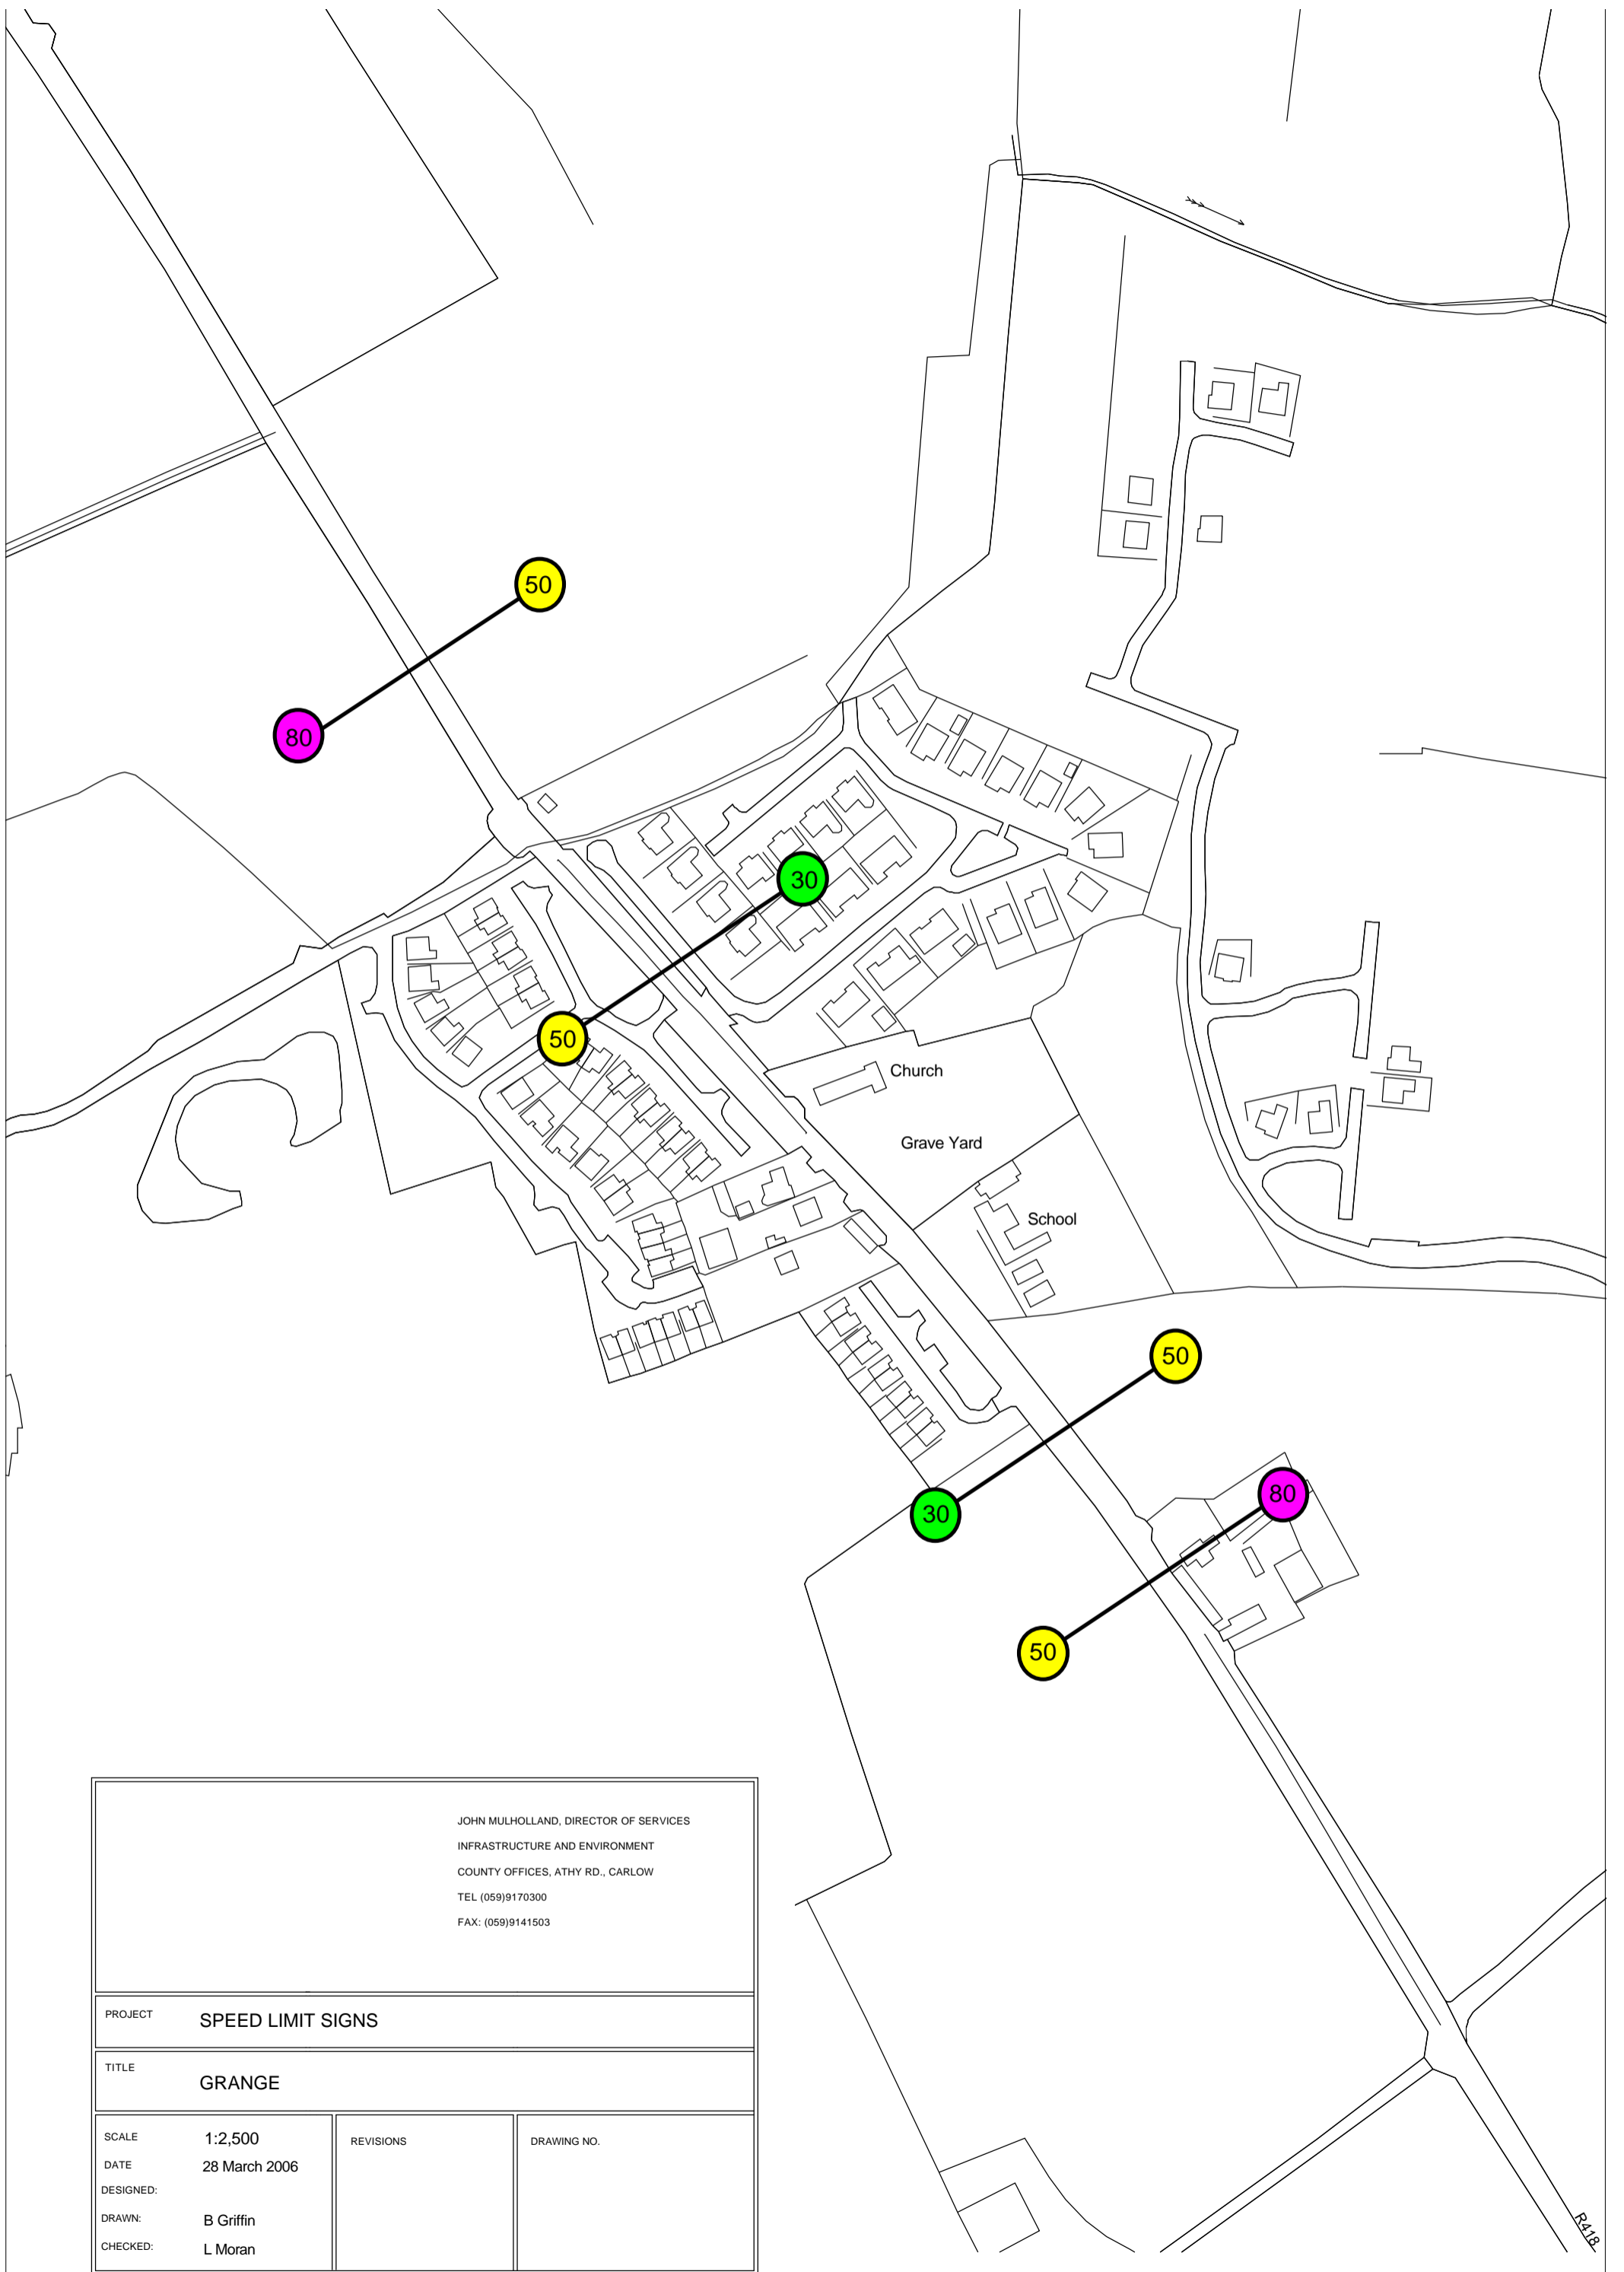 50
80
30
50
Church
Grave Yard
School
50
30
80
50
JOHN MULHOLLAND, DIRECTOR OF SERVICES
INFRASTRUCTURE AND ENVIRONMENT
COUNTY OFFICES, ATHY RD., CARLOW
TEL (059)9170300
FAX: (059)9141503
PROJECT SPEED LIMIT SIGNS
TITLE
GRANGE
SCALE 1:2,500
DATE 28 March 2006
DESIGNED:
DRAWN: B Griffin
CHECKED: L Moran
REVISIONS
DRAWING NO.
R418